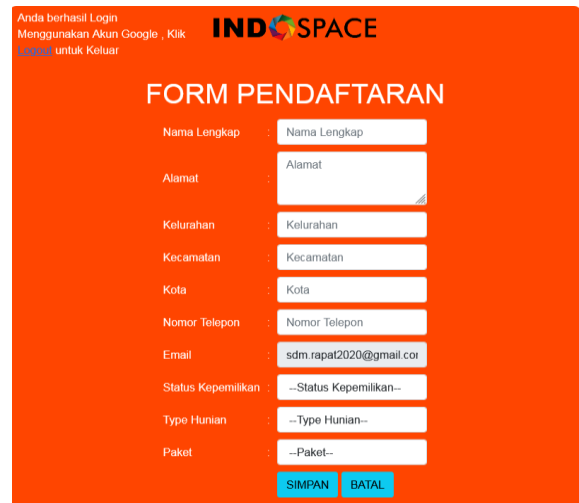 Anda berhasil Login
Menggunakan Akun Google , Klik
Logout untuk Keluar
INDOSPACE
FORM PENDAFTARAN
Nama Lengkap : Nama Lengkap
Alamat : Alamat
Kelurahan : Kelurahan
Kecamatan : Kecamatan
Kota : Kota
Nomor Telepon : Nomor Telepon
Email : sdm.rapat2020@gmail.cor
Status Kepemilikan : --Status Kepemilikan--
Type Hunian : --Type Hunian--
Paket : --Paket--
SIMPAN BATAL